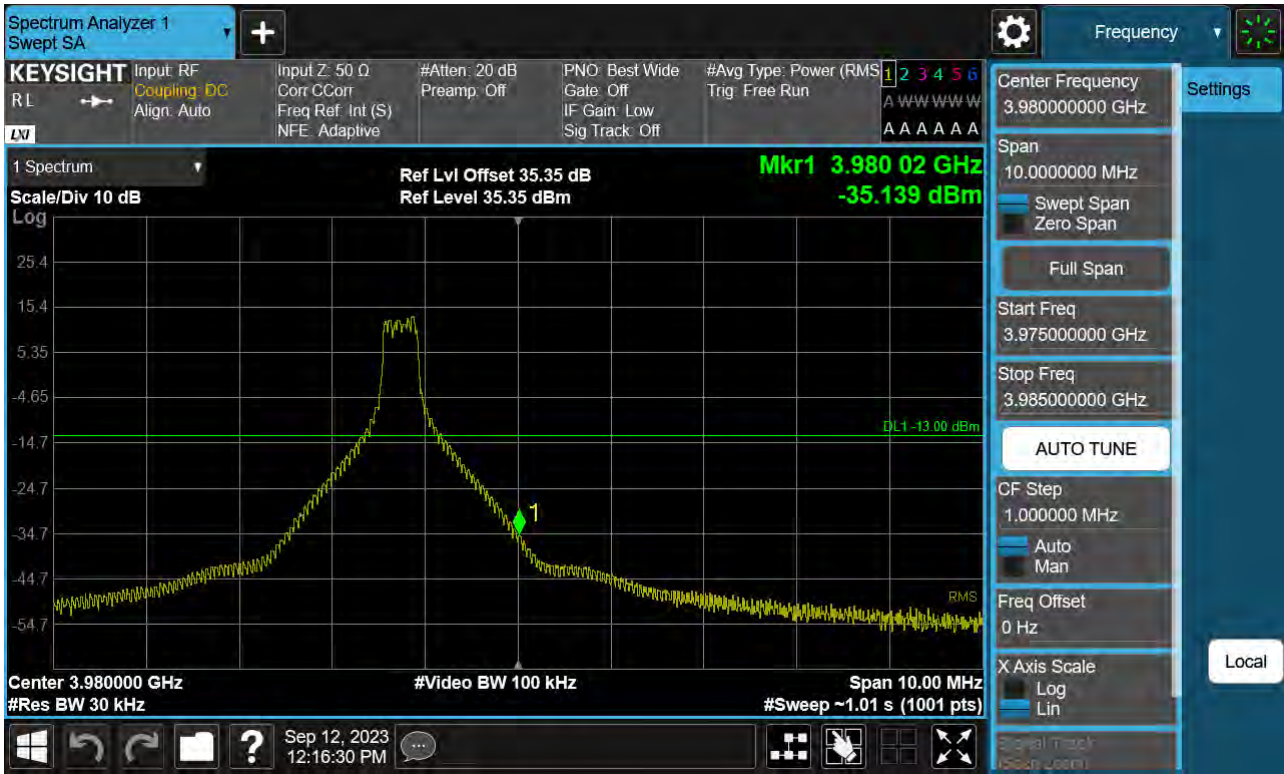 Spectrum Analyzer 1
Swept SA
+
Frequency
KEYSIGHT
RL
LXI
Input: RF
Coupling: DC
Align: Auto
Input Z: 50 Ω
Corr CCorr
Freq Ref: Int (S)
NFE: Adaptive
#Atten: 20 dB
Preamp: Off
PNO: Best Wide
Gate: Off
IF Gain: Low
Sig Track: Off
#Avg Type: Power (RMS
Trig: Free Run
1 2 3 4 5 6
A W W W W W
A A A A A A
1 Spectrum
Scale/Div 10 dB
Log
Ref Lvl Offset 35.35 dB
Ref Level 35.35 dBm
Mkr1 3.980 02 GHz
-35.139 dBm
25.4
15.4
5.35
-4.65
-14.7
-24.7
-34.7
-44.7
-54.7
DL1 -13.00 dBm
1
RMS
Center 3.980000 GHz
#Res BW 30 kHz
#Video BW 100 kHz
Span 10.00 MHz
#Sweep ~1.01 s (1001 pts)
Center Frequency
3.980000000 GHz
Span
10.0000000 MHz
Swept Span
Zero Span
Full Span
Start Freq
3.975000000 GHz
Stop Freq
3.985000000 GHz
AUTO TUNE
CF Step
1.000000 MHz
Auto
Man
Freq Offset
0 Hz
X Axis Scale
Log
Lin
Signal Track
(Span Zoom)
Settings
Local
?
Sep 12, 2023
12:16:30 PM